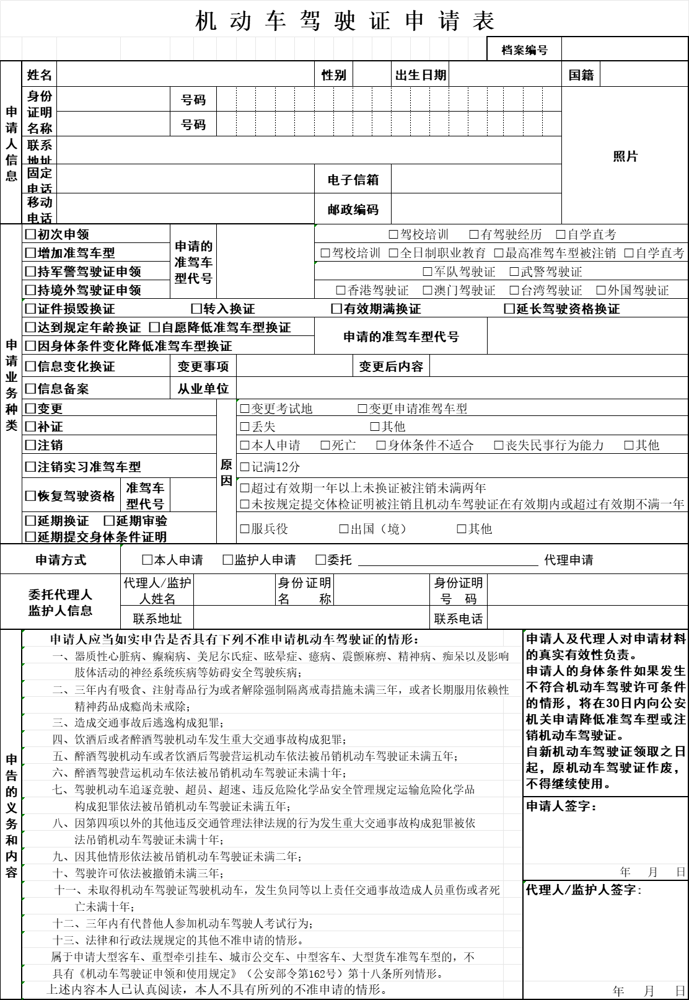 机动车驾驶证申请表
档案编号
申请人信息
姓名 性别 出生日期 国籍
身份证明名称 号码
号码
照片
联系地址
固定电话 电子信箱
移动电话 邮政编码
申请业务种类
□初次申领 申请的准驾车型代号 □驾校培训 □有驾驶经历 □自学直考
□增加准驾车型 □驾校培训 □全日制职业教育 □最高准驾车型被注销 □自学直考
□持军警驾驶证申领 □军队驾驶证 □武警驾驶证
□持境外驾驶证申领 □香港驾驶证 □澳门驾驶证 □台湾驾驶证 □外国驾驶证
□证件损毁换证 □转入换证 □有效期满换证 □延长驾驶资格换证
□达到规定年龄换证 □自愿降低准驾车型换证 申请的准驾车型代号
□因身体条件变化降低准驾车型换证
□信息变化换证 变更事项 变更后内容
□信息备案 从业单位
原因
□变更 □变更考试地 □变更申请准驾车型
□补证 □丢失 □其他
□注销 □本人申请 □死亡 □身体条件不适合 □丧失民事行为能力 □其他
□注销实习准驾车型 □记满12分
□恢复驾驶资格 准驾车型代号 □超过有效期一年以上未换证被注销未满两年
□未按规定提交体检证明被注销且机动车驾驶证在有效期内或超过有效期不满一年
□延期换证 □延期审验
□延期提交身体条件证明 □服兵役 □出国（境） □其他
申请方式 □本人申请 □监护人申请 □委托 代理申请
委托代理人
监护人信息
代理人/监护人姓名 身份证明名称 身份证明号码
联系地址 联系电话
申告的义务和内容
申请人应当如实申告是否具有下列不准申请机动车驾驶证的情形：
一、器质性心脏病、癫痫病、美尼尔氏症、眩晕症、癔病、震颤麻痹、精神病、痴呆以及影响
肢体活动的神经系统疾病等妨碍安全驾驶疾病；
二、三年内有吸食、注射毒品行为或者解除强制隔离戒毒措施未满三年，或者长期服用依赖性
精神药品成瘾尚未戒除；
三、造成交通事故后逃逸构成犯罪；
四、饮酒后或者醉酒驾驶机动车发生重大交通事故构成犯罪；
五、醉酒驾驶机动车或者饮酒后驾驶营运机动车依法被吊销机动车驾驶证未满五年；
六、醉酒驾驶营运机动车依法被吊销机动车驾驶证未满十年；
七、驾驶机动车追逐竞驶、超员、超速、违反危险化学品安全管理规定运输危险化学品
构成犯罪依法被吊销机动车驾驶证未满五年；
八、因第四项以外的其他违反交通管理法律法规的行为发生重大交通事故构成犯罪被依
法吊销机动车驾驶证未满十年；
九、因其他情形依法被吊销机动车驾驶证未满二年；
十、驾驶许可依法被撤销未满三年；
十一、未取得机动车驾驶证驾驶机动车，发生负同等以上责任交通事故造成人员重伤或者死
亡未满十年；
十二、三年内有代替他人参加机动车驾驶人考试行为；
十三、法律和行政法规规定的其他不准申请的情形。
属于申请大型客车、重型牵引挂车、城市公交车、中型客车、大型货车准驾车型的，不
具有《机动车驾驶证申领和使用规定》（公安部令第162号）第十八条所列情形。
上述内容本人已认真阅读，本人不具有所列的不准申请的情形。
申请人及代理人对申请材料
的真实有效性负责。
申请人的身体条件如果发生
不符合机动车驾驶许可条件
的情形，将在30日内向公安
机关申请降低准驾车型或注
销机动车驾驶证。
自新机动车驾驶证领取之日
起，原机动车驾驶证作废，
不得继续使用。
申请人签字：
年 月 日
代理人/监护人签字:
年 月 日